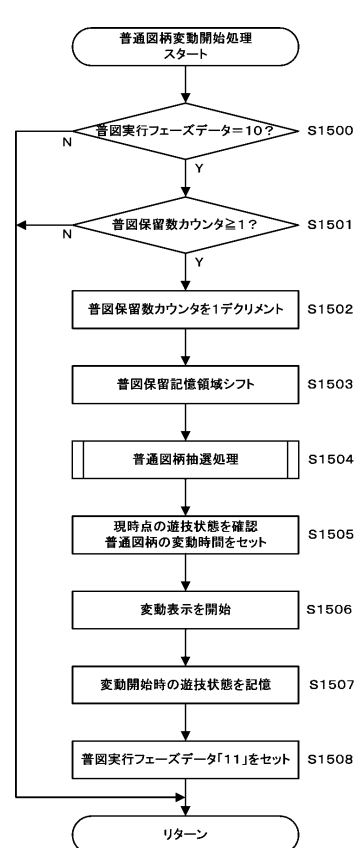 普通図柄変動開始処理
スタート
普図実行フェーズデータ=10?
S1500
N
Y
普図保留数カウンタ≧1?
S1501
N
Y
普図保留数カウンタを1デクリメント
S1502
普図保留記憶領域シフト
S1503
普通図柄抽選処理
S1504
現時点の遊技状態を確認
普通図柄の変動時間をセット
S1505
変動表示を開始
S1506
変動開始時の遊技状態を記憶
S1507
普図実行フェーズデータ「11」をセット
S1508
リターン